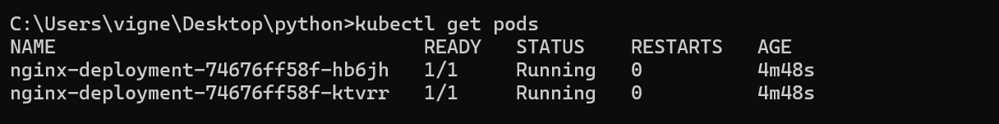 C:\Users\vigne\Desktop\python>kubectl get pods
NAME READY STATUS RESTARTS AGE
nginx-deployment-74676ff58f-hb6jh 1/1 Running 0 4m48s
nginx-deployment-74676ff58f-ktvrr 1/1 Running 0 4m48s